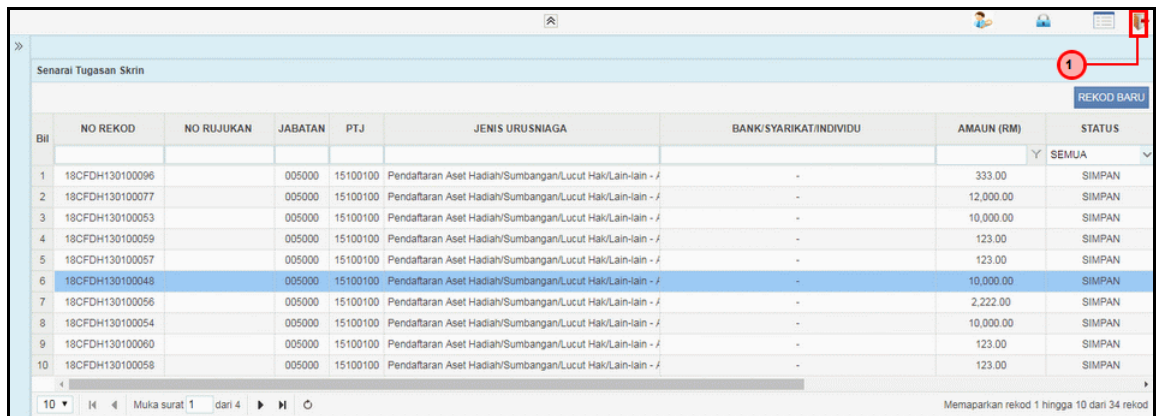 1
Senarai Tugasan Skrin
REKOD BARU
Bil NO REKOD NO RUJUKAN JABATAN PTJ JENIS URUSNIAGA BANK/SYARIKAT/INDIVIDU AMAUN (RM) STATUS
SEMUA
1 18CFDH130100096 005000 15100100 Pendaftaran Aset Hadiah/Sumbangan/Lucut Hak/Lain-lain - - 333.00 SIMPAN
2 18CFDH130100077 005000 15100100 Pendaftaran Aset Hadiah/Sumbangan/Lucut Hak/Lain-lain - - 12,000.00 SIMPAN
3 18CFDH130100053 005000 15100100 Pendaftaran Aset Hadiah/Sumbangan/Lucut Hak/Lain-lain - - 10,000.00 SIMPAN
4 18CFDH130100059 005000 15100100 Pendaftaran Aset Hadiah/Sumbangan/Lucut Hak/Lain-lain - - 123.00 SIMPAN
5 18CFDH130100057 005000 15100100 Pendaftaran Aset Hadiah/Sumbangan/Lucut Hak/Lain-lain - - 123.00 SIMPAN
6 18CFDH130100048 005000 15100100 Pendaftaran Aset Hadiah/Sumbangan/Lucut Hak/Lain-lain - - 10,000.00 SIMPAN
7 18CFDH130100056 005000 15100100 Pendaftaran Aset Hadiah/Sumbangan/Lucut Hak/Lain-lain - - 2,222.00 SIMPAN
8 18CFDH130100054 005000 15100100 Pendaftaran Aset Hadiah/Sumbangan/Lucut Hak/Lain-lain - - 10,000.00 SIMPAN
9 18CFDH130100060 005000 15100100 Pendaftaran Aset Hadiah/Sumbangan/Lucut Hak/Lain-lain - - 123.00 SIMPAN
10 18CFDH130100058 005000 15100100 Pendaftaran Aset Hadiah/Sumbangan/Lucut Hak/Lain-lain - - 123.00 SIMPAN
10 Muka surat 1 dari 4 Memaparkan rekod 1 hingga 10 dari 34 rekod